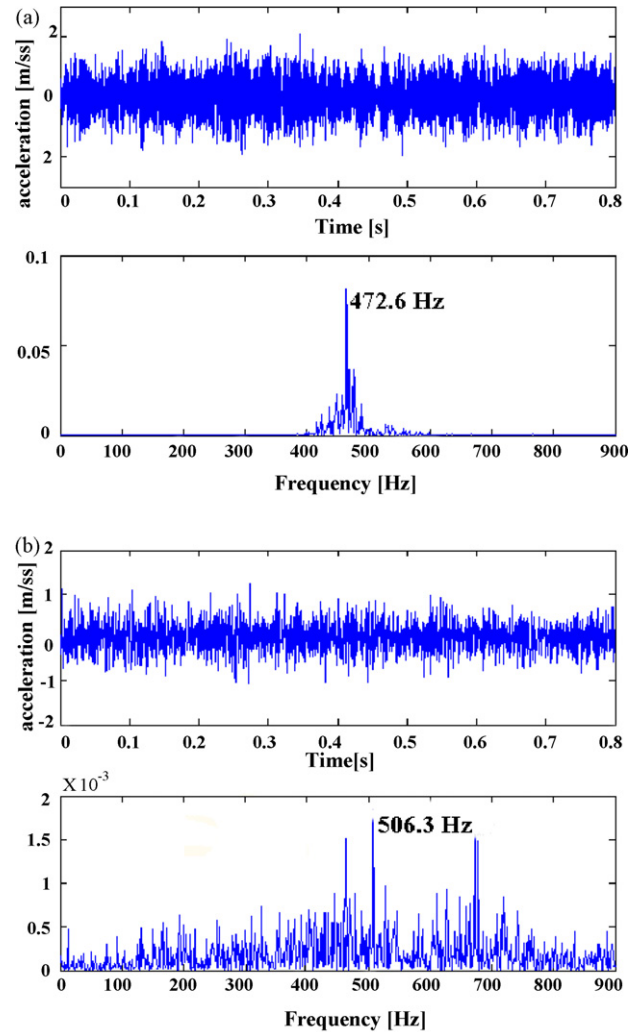 (a)
acceleration [m/ss]
2
0
2
0 0.1 0.2 0.3 0.4 0.5 0.6 0.7 0.8
Time [s]
0.1
0.05
0
472.6 Hz
0 100 200 300 400 500 600 700 800 900
Frequency [Hz]
(b)
acceleration [m/ss]
2
1
0
-1
-2
0 0.1 0.2 0.3 0.4 0.5 0.6 0.7 0.8
Time[s]
X10-3
2
1.5
1
0.5
0
506.3 Hz
0 100 200 300 400 500 600 700 800 900
Frequency [Hz]